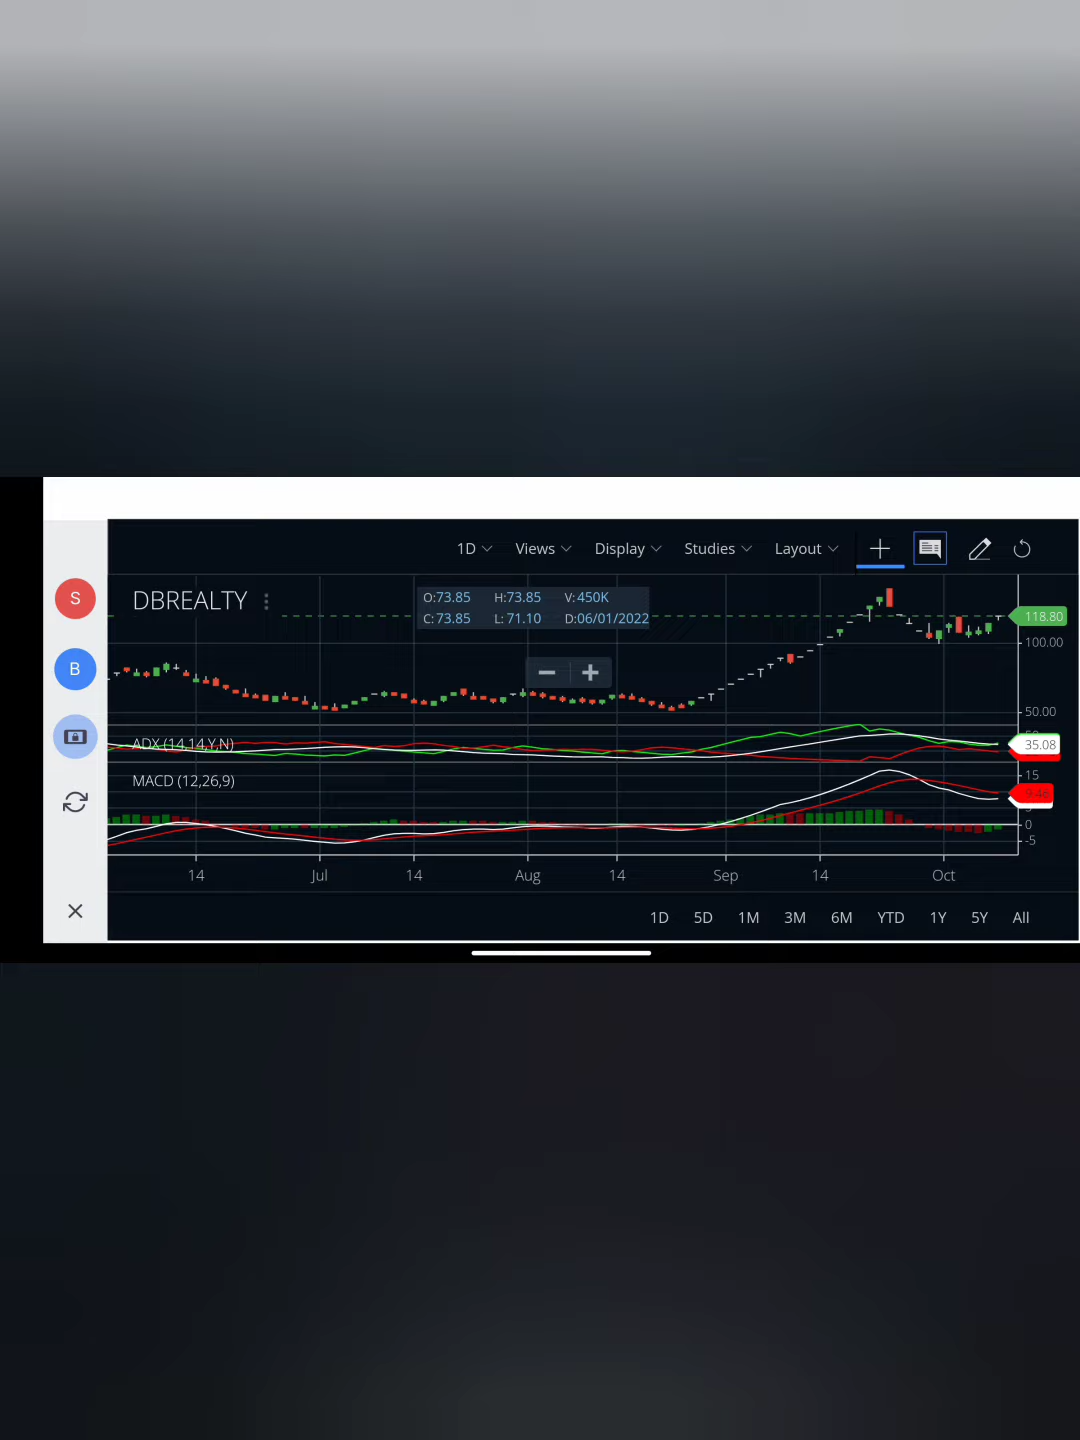 1D Views Display Studies Layout
S
DBREALTY
O:73.85 H:73.85 V:450K
C:73.85 L:71.10 D:06/01/2022
118.80
100.00
B
50.00
ADX (14,14,Y,N)
35.08
MACD (12,26,9)
15
9.48
0
-5
14 Jul 14 Aug 14 Sep 14 Oct
1D 5D 1M 3M 6M YTD 1Y 5Y All